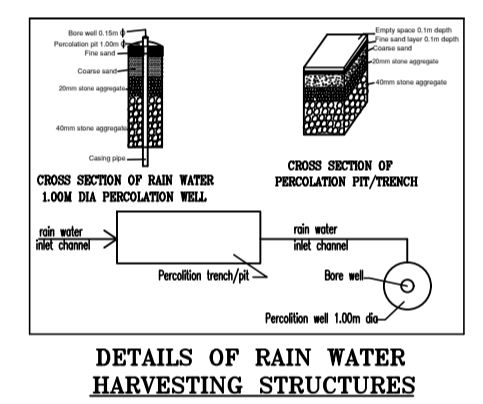 Bore well 0.15m ϕ
Percolation pit 1.00m ϕ
Fine sand
Coarse sand
20mm stone aggregate
40mm stone aggregate
Casing pipe
CROSS SECTION OF RAIN WATER
1.00M DIA PERCOLATION WELL
Empty space 0.1m depth
Fine sand layer 0.1m depth
Coarse sand
20mm stone aggregate
40mm stone aggregate
CROSS SECTION OF
PERCOLATION PIT/TRENCH
rain water
inlet channel
Percolition trench/pit
rain water
inlet channel
Bore well
Percolition well 1.00m dia
DETAILS OF RAIN WATER
HARVESTING STRUCTURES